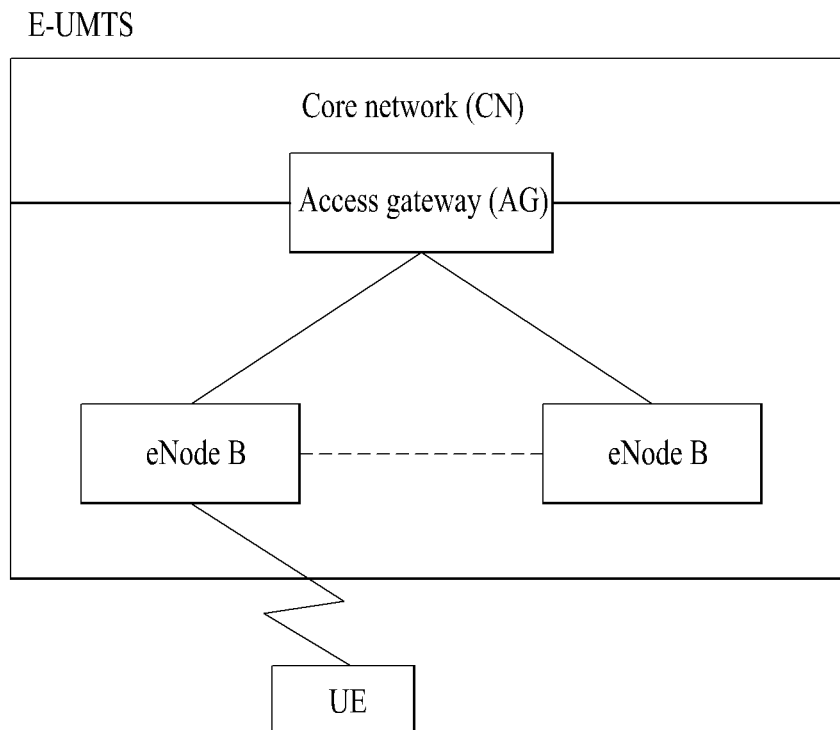 E-UMTS
Core network (CN)
Access gateway (AG)
eNode B
eNode B
UE